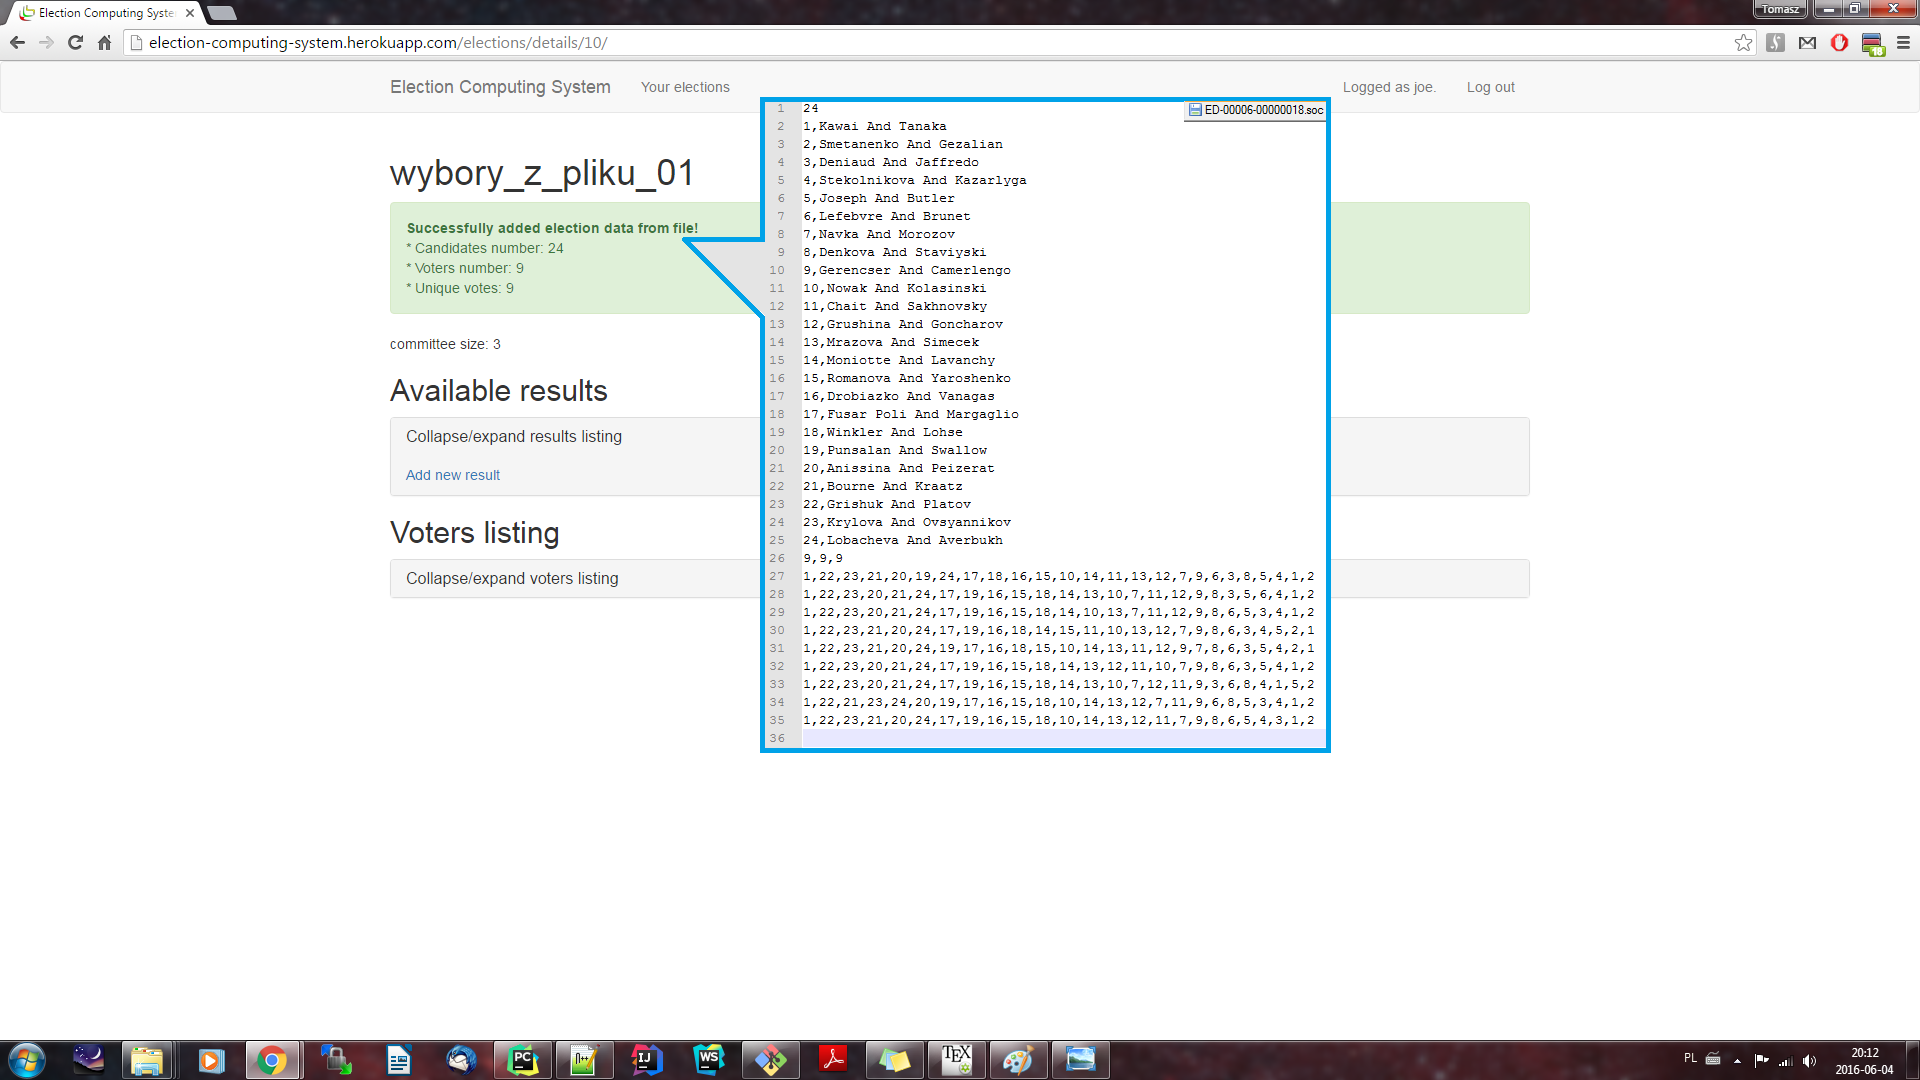 Election Computing Syste
Tomasz
election-computing-system.herokuapp.com/elections/details/10/
18
Election Computing System
Your elections
Logged as joe.
Log out
wybory_z_pliku_01
Successfully added election data from file!
* Candidates number: 24
* Voters number: 9
* Unique votes: 9
committee size: 3
Available results
Collapse/expand results listing
Add new result
Voters listing
Collapse/expand voters listing
ED-00006-00000018.soc
1 24
2 1,Kawai And Tanaka
3 2,Smetanenko And Gezalian
4 3,Deniaud And Jaffredo
5 4,Stekolnikova And Kazarlyga
6 5,Joseph And Butler
7 6,Lefebvre And Brunet
8 7,Navka And Morozov
9 8,Denkova And Staviyski
10 9,Gerencser And Camerlengo
11 10,Nowak And Kolasinski
12 11,Chait And Sakhnovsky
13 12,Grushina And Goncharov
14 13,Mrazova And Simecek
15 14,Moniotte And Lavanchy
16 15,Romanova And Yaroshenko
17 16,Drobiazko And Vanagas
18 17,Fusar Poli And Margaglio
19 18,Winkler And Lohse
20 19,Punsalan And Swallow
21 20,Anissina And Peizerat
22 21,Bourne And Kraatz
23 22,Grishuk And Platov
24 23,Krylova And Ovsyannikov
25 24,Lobacheva And Averbukh
26 9,9,9
27 1,22,23,21,20,19,24,17,18,16,15,10,14,11,13,12,7,9,6,3,8,5,4,1,2
28 1,22,23,20,21,24,17,19,16,15,18,14,13,10,7,11,12,9,8,3,5,6,4,1,2
29 1,22,23,20,21,24,17,19,16,15,18,14,10,13,7,11,12,9,8,6,5,3,4,1,2
30 1,22,23,21,20,24,17,19,16,18,14,15,11,10,13,12,7,9,8,6,3,4,5,2,1
31 1,22,23,21,20,24,19,17,16,18,15,10,14,13,11,12,9,7,8,6,3,5,4,2,1
32 1,22,23,20,21,24,17,19,16,15,18,14,13,12,11,10,7,9,8,6,3,5,4,1,2
33 1,22,23,20,21,24,17,19,16,15,18,14,13,10,7,12,11,9,3,6,8,4,1,5,2
34 1,22,21,23,24,20,19,17,16,15,18,10,14,13,12,7,11,9,6,8,5,3,4,1,2
35 1,22,23,21,20,24,17,19,16,15,18,10,14,13,12,11,7,9,8,6,5,4,3,1,2
36
PC
IJ
WS
TEX
PL
20:12
2016-06-04